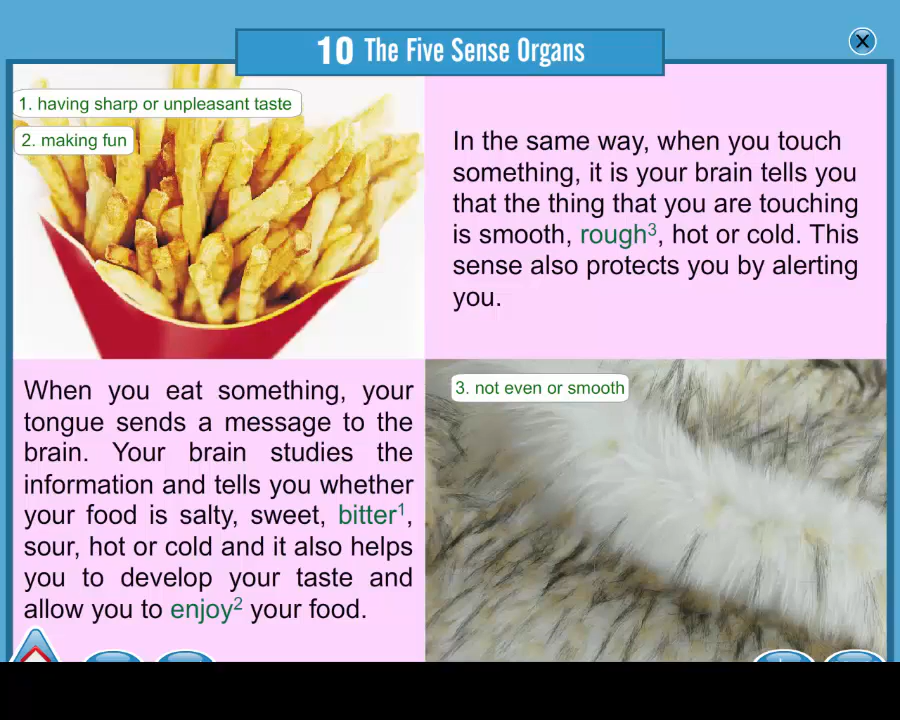 10 The Five Sense Organs
1. having sharp or unpleasant taste
2. making fun
In the same way, when you touch
something, it is your brain tells you
that the thing that you are touching
is smooth, rough3, hot or cold. This
sense also protects you by alerting
you.
When you eat something, your
tongue sends a message to the
brain. Your brain studies the
information and tells you whether
your food is salty, sweet, bitter1,
sour, hot or cold and it also helps
you to develop your taste and
allow you to enjoy2 your food.
3. not even or smooth